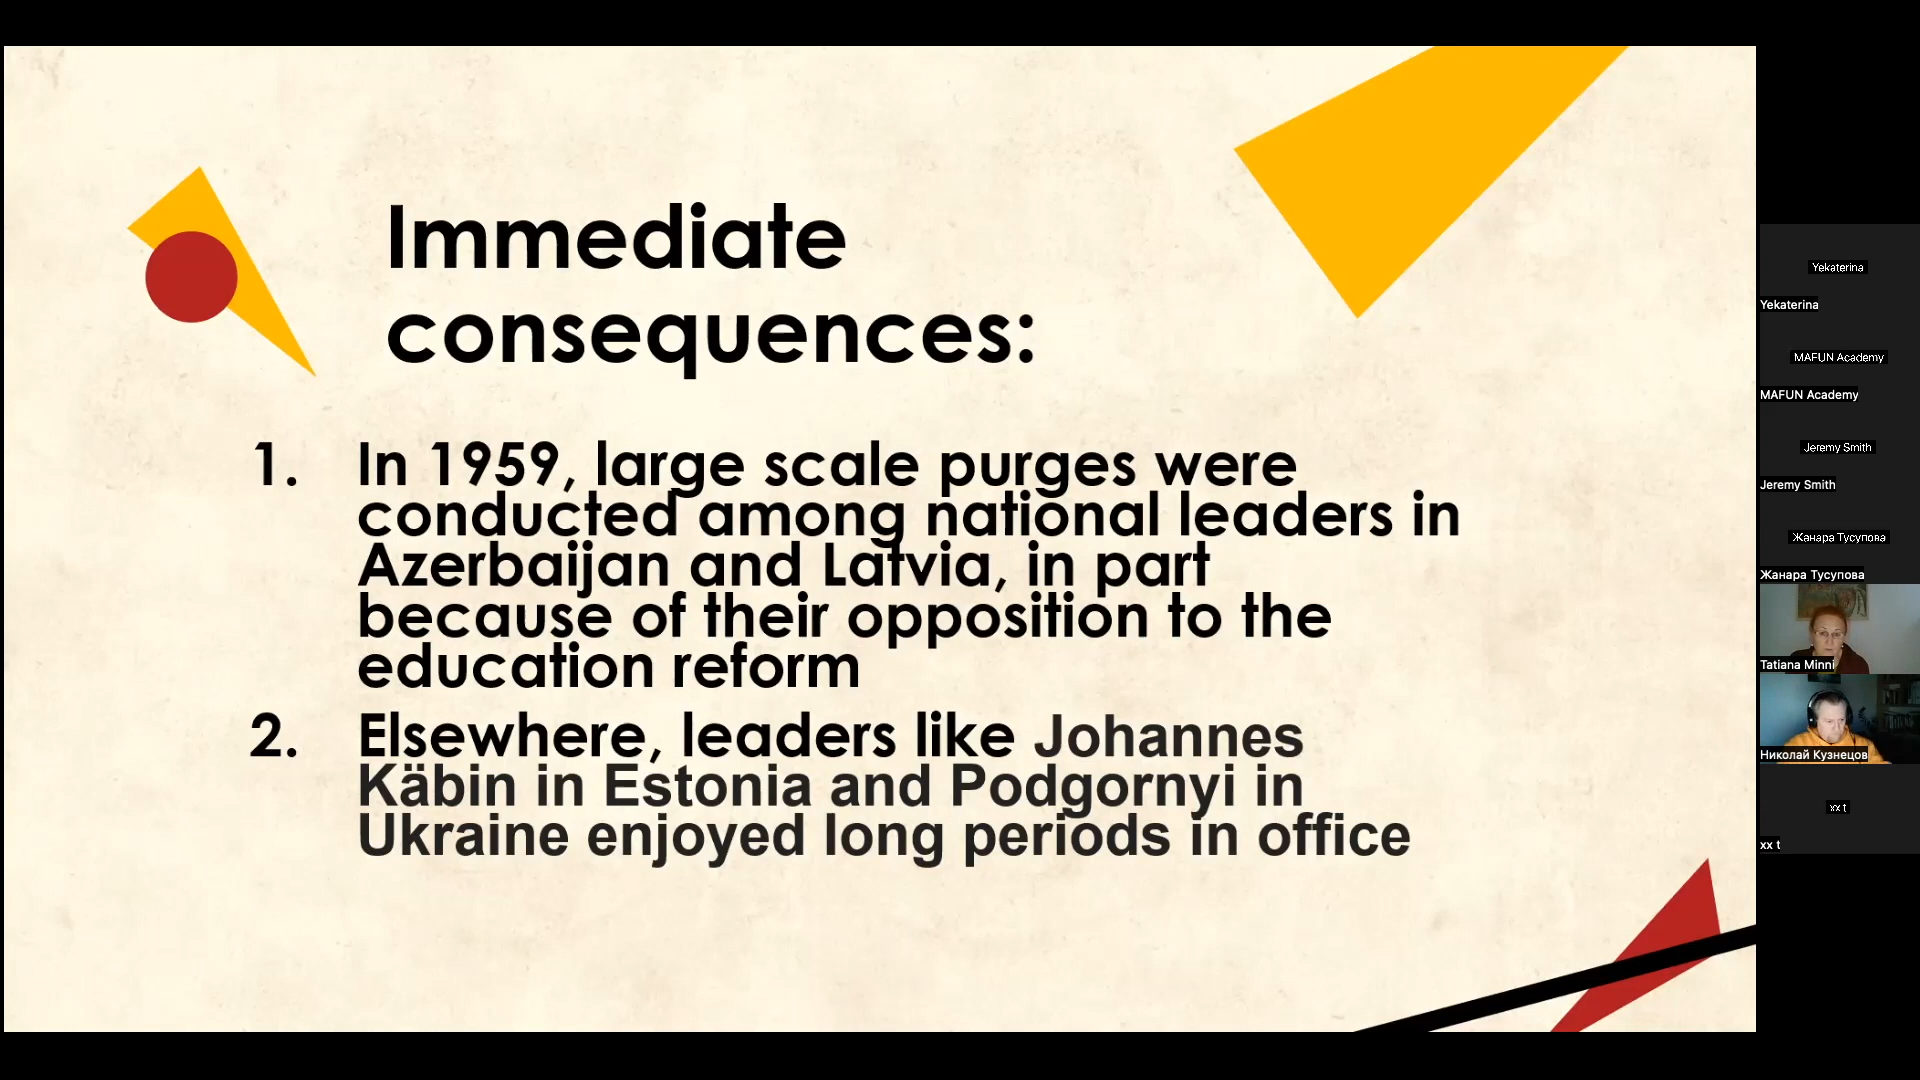 Immediate
consequences:
1. In 1959, large scale purges were
conducted among national leaders in
Azerbaijan and Latvia, in part
because of their opposition to the
education reform
2. Elsewhere, leaders like Johannes
Käbin in Estonia and Podgornyi in
Ukraine enjoyed long periods in office
Yekaterina
Yekaterina
MAFUN Academy
MAFUN Academy
Jeremy Smith
Jeremy Smith
Жанара Тусупова
Жанара Тусупова
Tatiana Minni
Николай Кузнецов
xx t
xx t